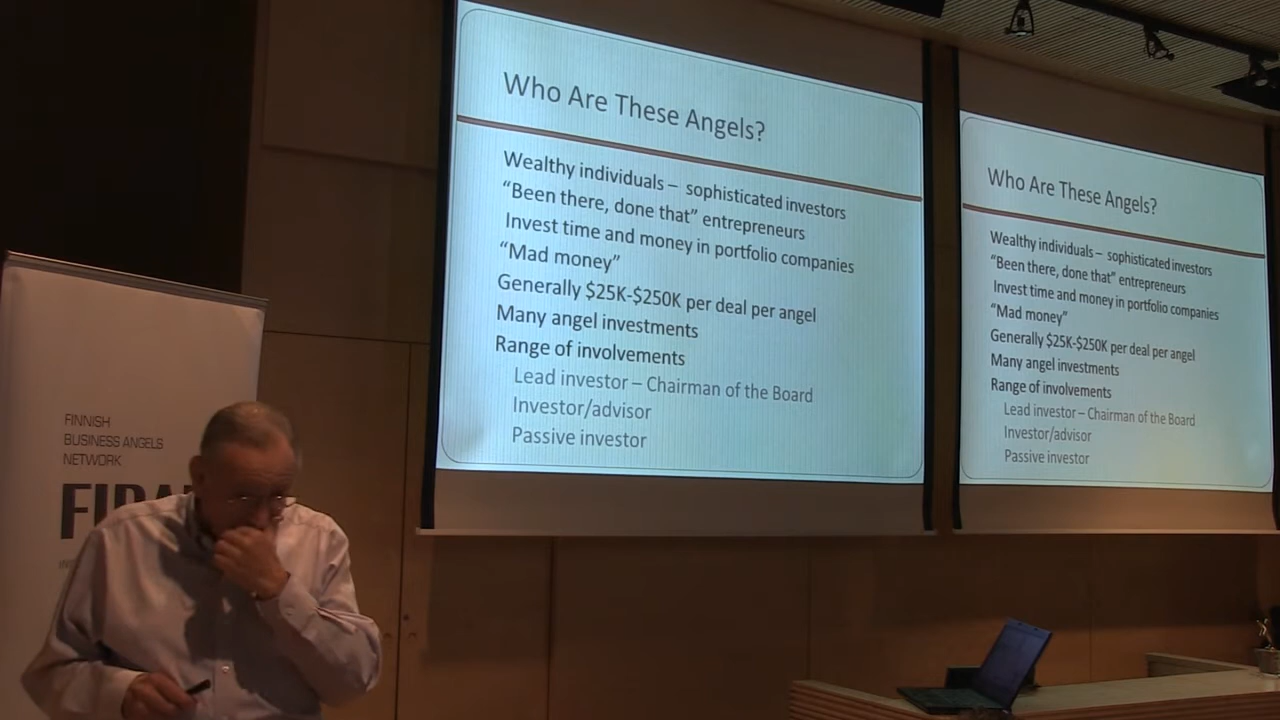 Who Are These Angels?
Wealthy individuals – sophisticated investors
“Been there, done that” entrepreneurs
Invest time and money in portfolio companies
“Mad money”
Generally $25K-$250K per deal per angel
Many angel investments
Range of involvements
Lead investor – Chairman of the Board
Investor/advisor
Passive investor
Who Are These Angels?
Wealthy individuals – sophisticated investors
“Been there, done that” entrepreneurs
Invest time and money in portfolio companies
“Mad money”
Generally $25K-$250K per deal per angel
Many angel investments
Range of involvements
Lead investor – Chairman of the Board
Investor/advisor
Passive investor
FINNISH
BUSINESS ANGELS
NETWORK